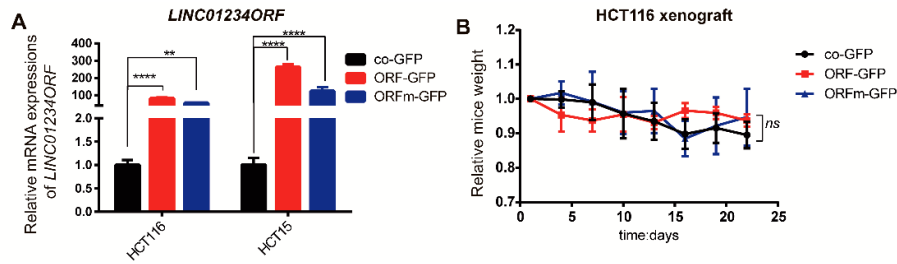 A
LINC01234ORF
Relative mRNA expressions
of LINC01234ORF
400
300
200
100
2.0
1.5
1.0
0.5
0.0
**
****
****
****
HCT116
HCT15
co-GFP
ORF-GFP
ORFm-GFP
B
HCT116 xenograft
Relative mice weight
1.2
1.1
1.0
0.9
0.8
0.7
0
5
10
15
20
25
time:days
co-GFP
ORF-GFP
ORFm-GFP
ns